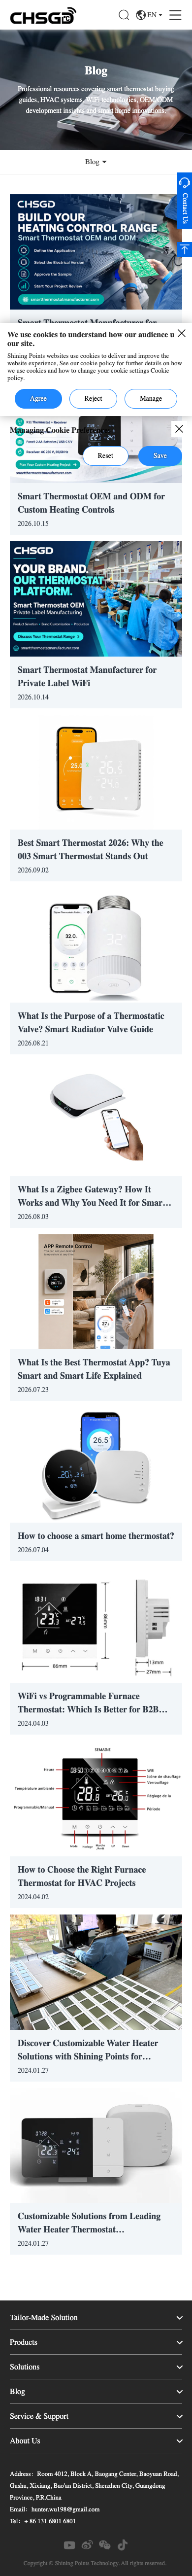 CHSGD
EN
Blog
Professional resources covering smart thermostat buying
guides, HVAC systems, WiFi technologies, OEM/ODM
development insights and smart home innovations.
Blog
Contact Us
CHSGD
BUILD YOUR HEATING CONTROL RANGE
Smart Thermostat OEM and ODM
Define the Application
Select the Electrical Version
Approve the Sample
Discuss Your Project
smartthermostatmanufacturer.com
Smart Thermostat Manufacturer for
We use cookies to understand how our audience use
our site.
Shining Points websites use cookies to deliver and improve the
website experience, See our cookie policy for further details on how
we use cookies and how to change your cookie settings Cookie
policy.
Agree
Reject
Manage
Managing Cookie Preferences
Reset
Save
Smart Thermostat OEM and ODM for
Custom Heating Controls
2026.10.15
CHSGD
YOUR BRAND.
OUR THERMOSTAT
PLATFORM.
Discuss Your Thermostat Range
smartthermostatmanufacturer.com
Smart Thermostat Manufacturer for
Private Label WiFi
2026.10.14
Best Smart Thermostat 2026: Why the
003 Smart Thermostat Stands Out
2026.09.02
32.0
What Is the Purpose of a Thermostatic
Valve? Smart Radiator Valve Guide
2026.08.21
What Is a Zigbee Gateway? How It
Works and Why You Need It for Smar...
2026.08.03
APP Remote Control
What Is the Best Thermostat App? Tuya
Smart and Smart Life Explained
2026.07.23
26.5
How to choose a smart home thermostat?
2026.07.04
86mm
86mm
13mm
27mm
WiFi vs Programmable Furnace
Thermostat: Which Is Better for B2B...
2024.04.03
SEMAINE
Heure
Température ambiante
Programmable/Manuel
Wifi
Sonde de chauffage
Verrouillage
Réglage de la
Période
How to Choose the Right Furnace
Thermostat for HVAC Projects
2024.04.02
Discover Customizable Water Heater
Solutions with Shining Points for...
2024.01.27
Customizable Solutions from Leading
Water Heater Thermostat...
2024.01.27
Tailor-Made Solution
Products
Solutions
Blog
Service & Support
About Us
Address: Room 4012, Block A, Baogang Center, Baoyuan Road,
Gushu, Xixiang, Bao'an District, Shenzhen City, Guangdong
Province, P.R.China
Email: hunter.wu198@gmail.com
Tel: + 86 131 6801 6801
Copyright © Shining Points Technology. All rights reserved.